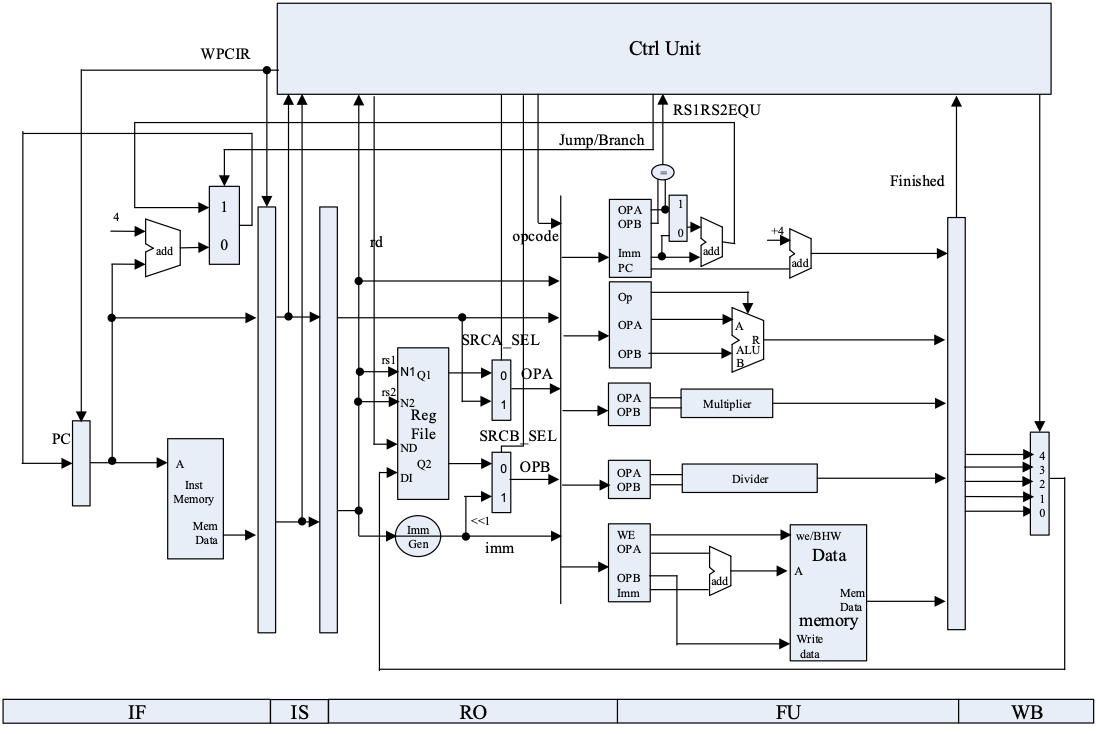 Ctrl Unit
WPCIR
RS1RS2EQU
Jump/Branch
=
Finished
1
0
4
add
rd
opcode
OPA
OPB
Imm
PC
1
0
add
+4
add
Op
OPA
OPB
A
R
ALU
B
SRCA_SEL
rs1
N1
Q1
rs2
N2
Reg
File
ND
Q2
DI
0
1
OPA
OPA
OPB
Multiplier
SRCB_SEL
0
1
OPB
OPA
OPB
Divider
PC
A
Inst
Memory
Mem
Data
Imm
Gen
<<1
imm
WE
OPA
OPB
Imm
add
we/BHW
Data
A
Mem
Data
memory
Write
data
4
3
2
1
0
IF
IS
RO
FU
WB